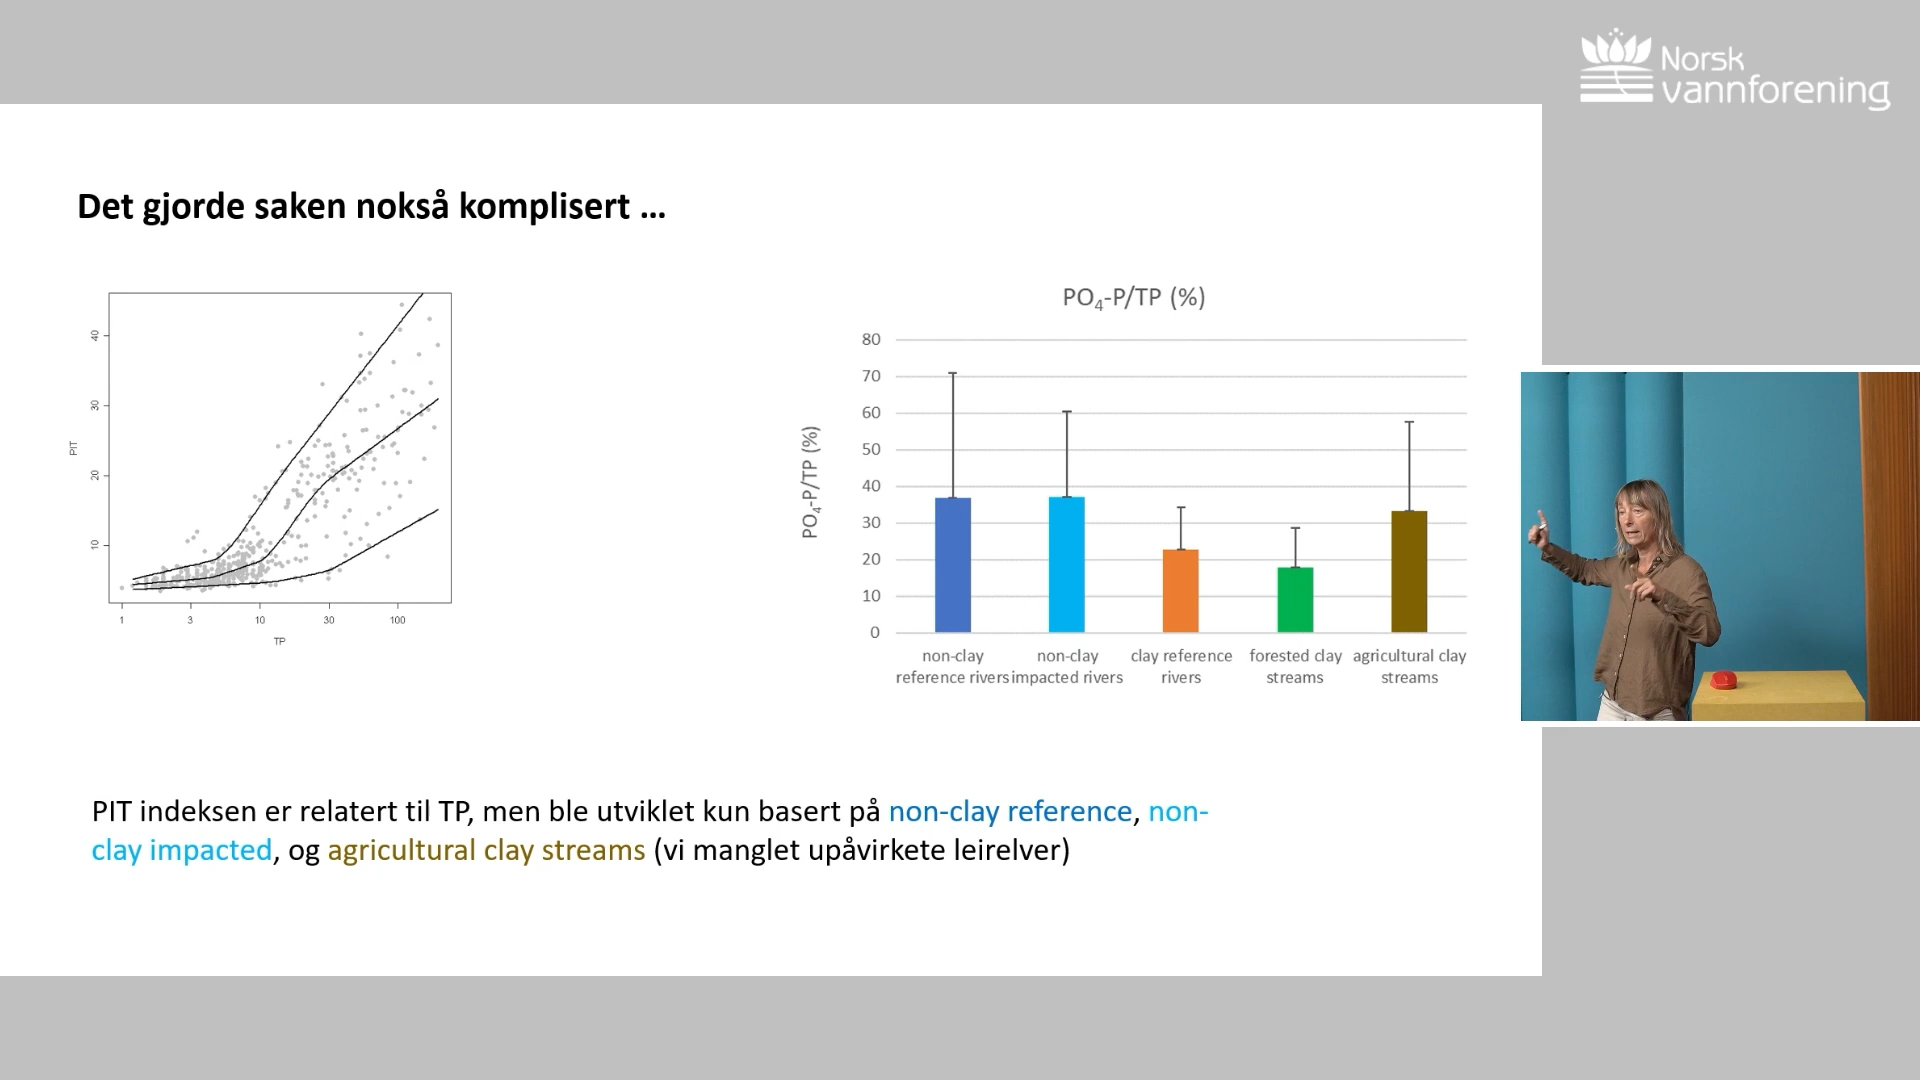 Norsk
vannforening
Det gjorde saken nokså komplisert ...
40
30
20
10
PIT
1 3 10 30 100
TP
PO4-P/TP (%)
PO4-P/TP (%)
80
70
60
50
40
30
20
10
0
non-clay reference rivers
non-clay impacted rivers
clay reference rivers
forested clay streams
agricultural clay streams
PIT indeksen er relatert til TP, men ble utviklet kun basert på non-clay reference, non-
clay impacted, og agricultural clay streams (vi manglet upåvirkete leirelver)